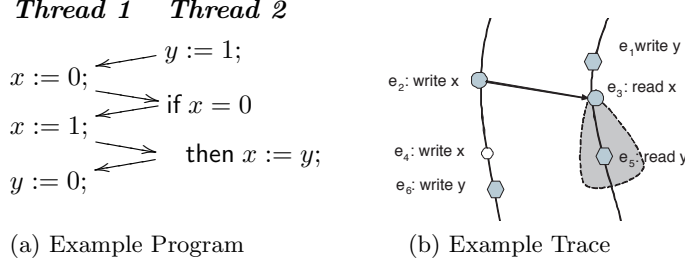 Thread 1 Thread 2
y := 1;
x := 0;
if x = 0
x := 1;
then x := y;
y := 0;
(a) Example Program
e1 write y
e2: write x
e3: read x
e4: write x
e5: read y
e6: write y
(b) Example Trace